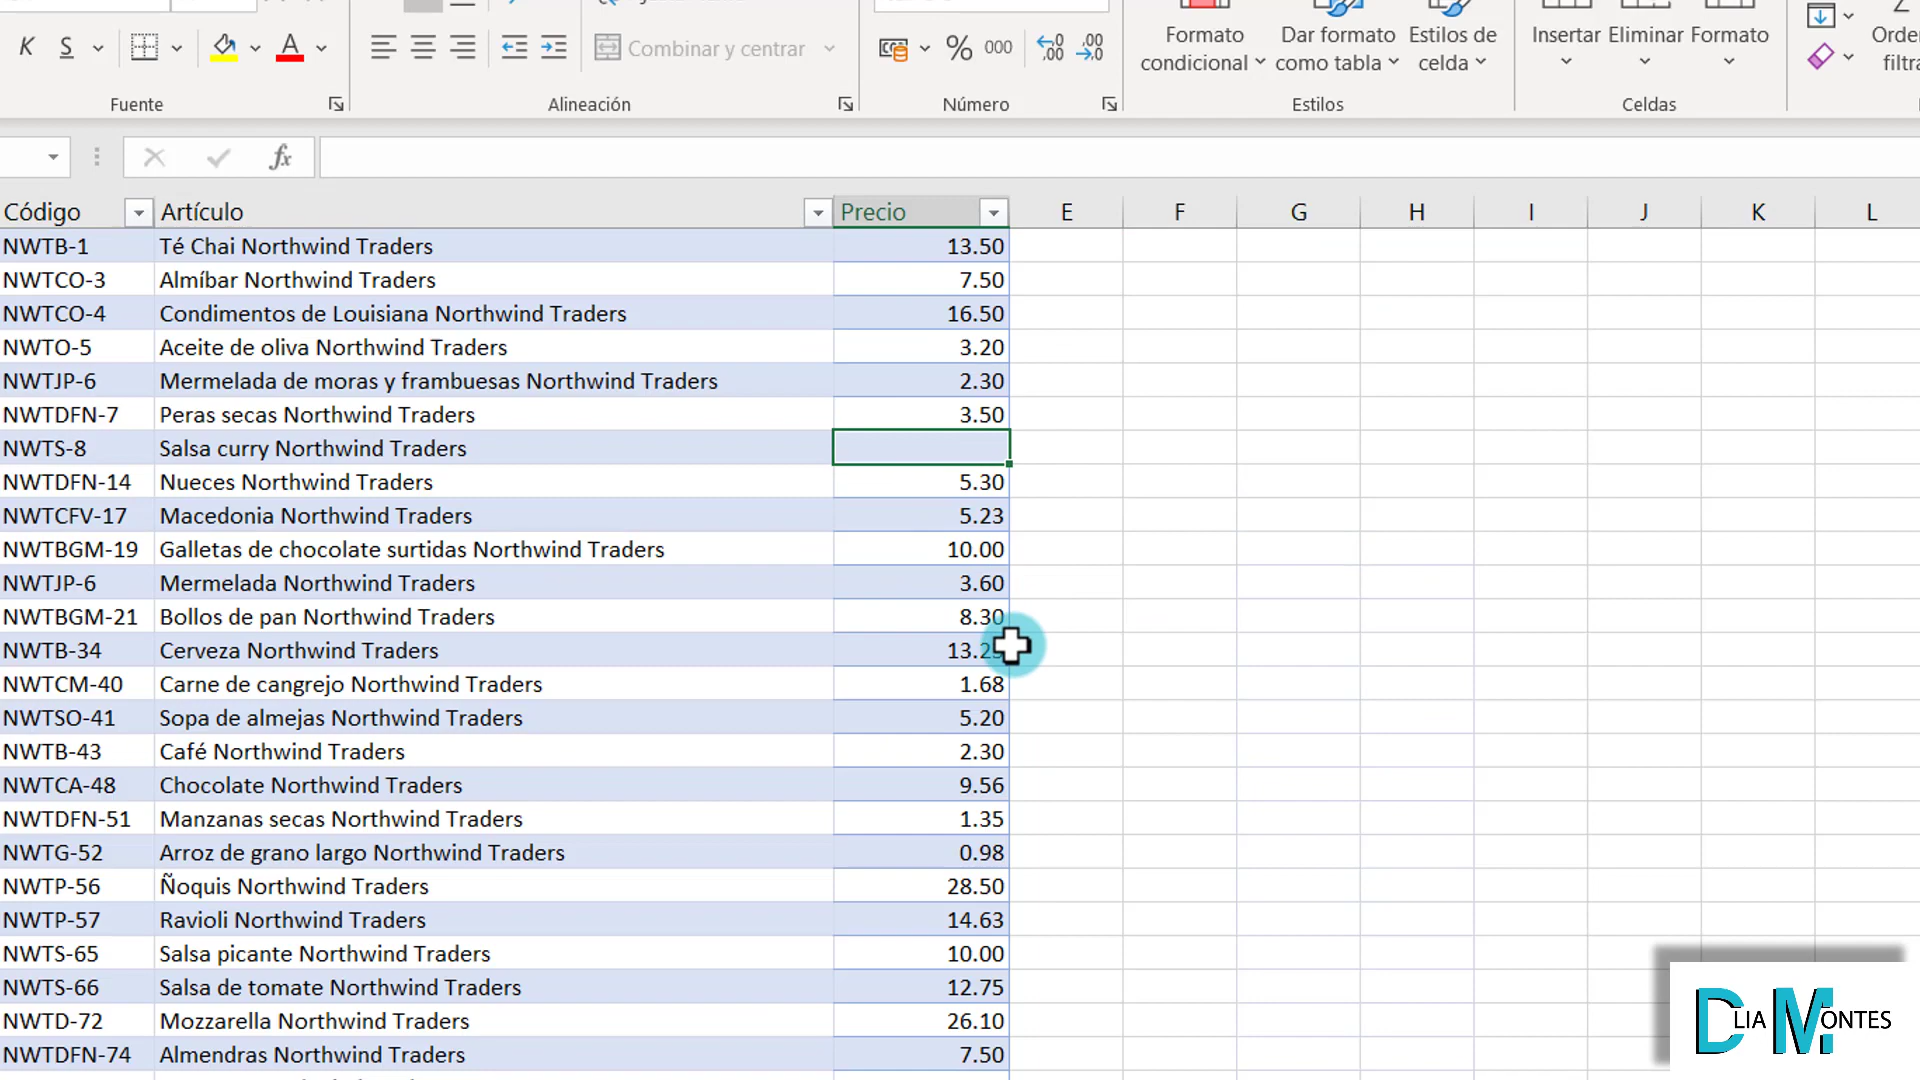 K S
Combinar y centrar
% 000
Formato condicional
Dar formato como tabla
Estilos de celda
Insertar Eliminar Formato
Fuente Alineación Número Estilos Celdas
fx
Código Artículo Precio E F G H I J K L
NWTB-1 Té Chai Northwind Traders 13.50
NWTCO-3 Almíbar Northwind Traders 7.50
NWTCO-4 Condimentos de Louisiana Northwind Traders 16.50
NWTO-5 Aceite de oliva Northwind Traders 3.20
NWTJP-6 Mermelada de moras y frambuesas Northwind Traders 2.30
NWTDFN-7 Peras secas Northwind Traders 3.50
NWTS-8 Salsa curry Northwind Traders
NWTDFN-14 Nueces Northwind Traders 5.30
NWTCFV-17 Macedonia Northwind Traders 5.23
NWTBGM-19 Galletas de chocolate surtidas Northwind Traders 10.00
NWTJP-6 Mermelada Northwind Traders 3.60
NWTBGM-21 Bollos de pan Northwind Traders 8.30
NWTB-34 Cerveza Northwind Traders
NWTCM-40 Carne de cangrejo Northwind Traders 1.68
NWTSO-41 Sopa de almejas Northwind Traders 5.20
NWTB-43 Café Northwind Traders 2.30
NWTCA-48 Chocolate Northwind Traders 9.56
NWTDFN-51 Manzanas secas Northwind Traders 1.35
NWTG-52 Arroz de grano largo Northwind Traders 0.98
NWTP-56 Ñoquis Northwind Traders 28.50
NWTP-57 Ravioli Northwind Traders 14.63
NWTS-65 Salsa picante Northwind Traders 10.00
NWTS-66 Salsa de tomate Northwind Traders 12.75
NWTD-72 Mozzarella Northwind Traders 26.10
NWTDFN-74 Almendras Northwind Traders 7.50
DLIA MONTES